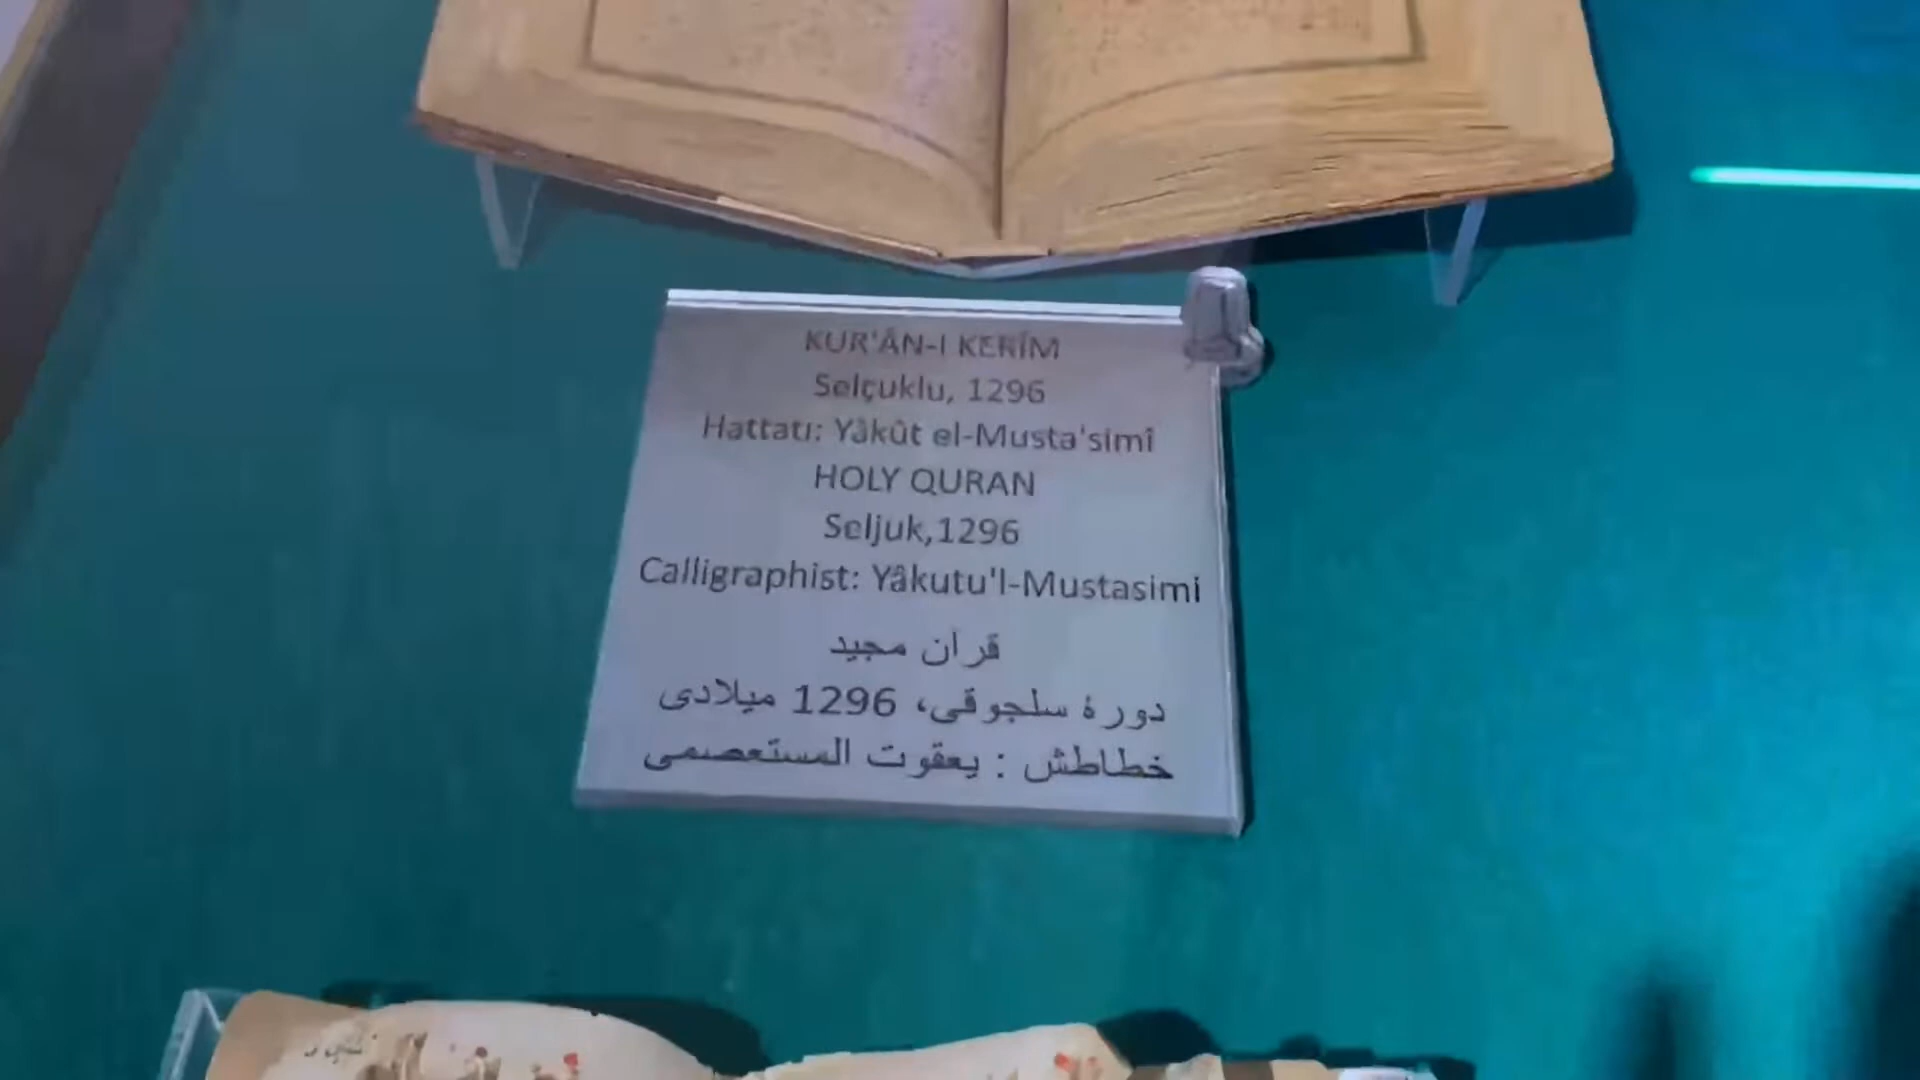 KUR'ÂN-I KERÎM
Selçuklu, 1296
Hattatı: Yâkût el-Musta'simî
HOLY QURAN
Seljuk,1296
Calligraphist: Yâkutu'l-Mustasimi
قرآن مجید
دورۀ سلجوقی، 1296 میلادی
خطاطش : یعقوت المستعصمی